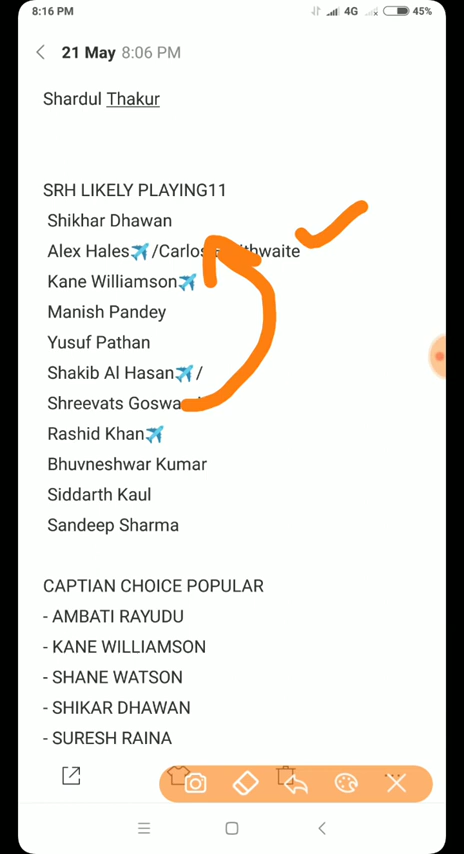 8:16 PM 4G 45%
21 May 8:06 PM
Shardul Thakur
SRH LIKELY PLAYING11
Shikhar Dhawan
Alex Hales✈️/Carlos
Kane Williamson✈️
Manish Pandey
Yusuf Pathan
Shakib Al Hasan✈️/
Shreevats
Rashid Khan✈️
Bhuvneshwar Kumar
Siddarth Kaul
Sandeep Sharma
CAPTIAN CHOICE POPULAR
- AMBATI RAYUDU
- KANE WILLIAMSON
- SHANE WATSON
- SHIKAR DHAWAN
- SURESH RAINA